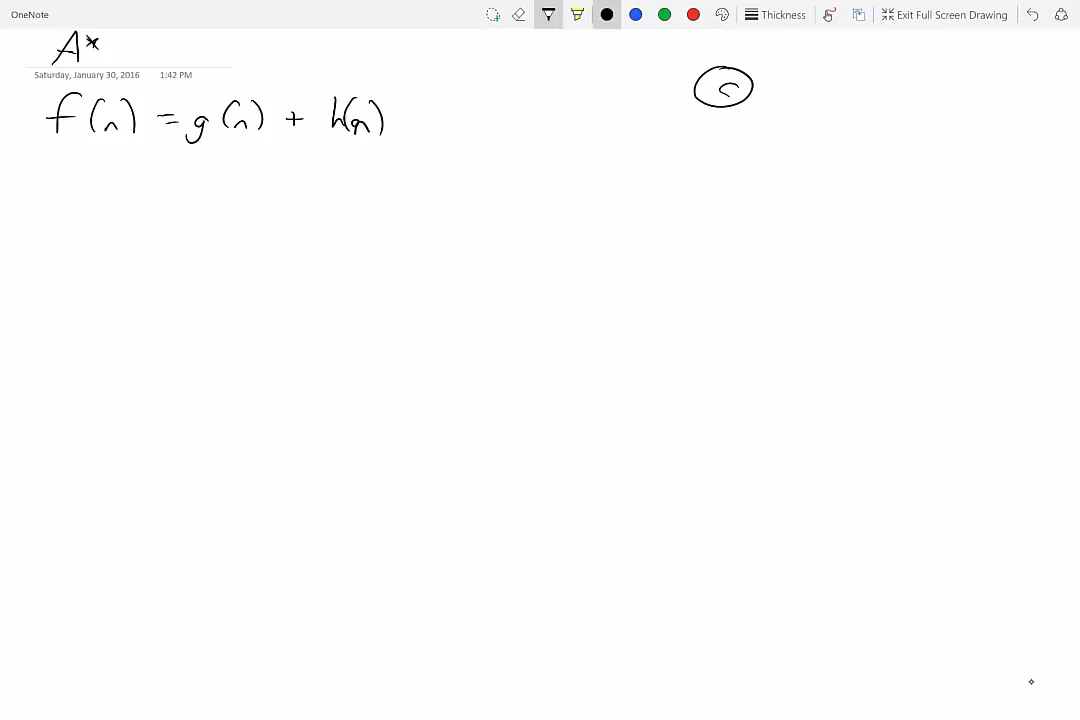 OneNote
Thickness
Exit Full Screen Drawing
A*
Saturday, January 30, 2016 1:42 PM
f(n) = g(n) + h(n)